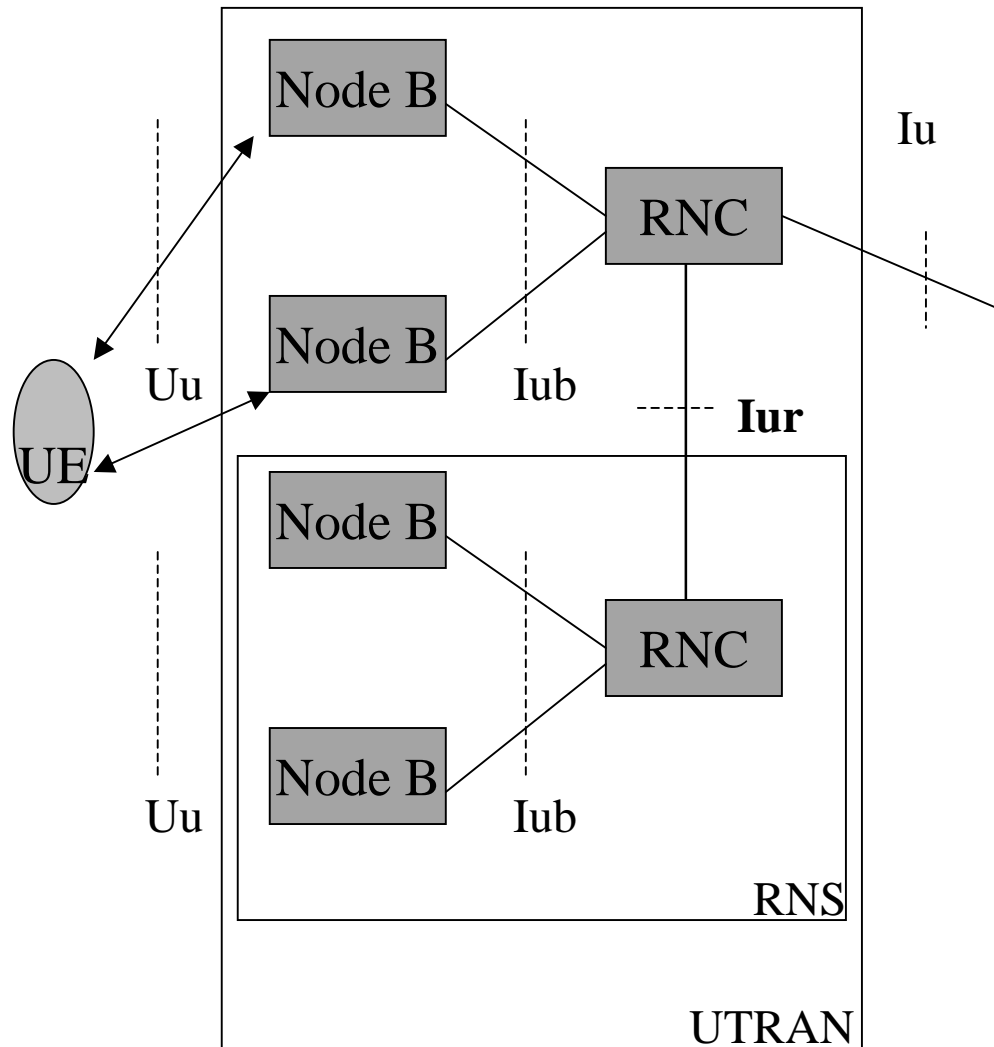 Node B
Iu
RNC
Node B
Uu
Iub
Iur
UE
Node B
RNC
Node B
Uu
Iub
RNS
UTRAN